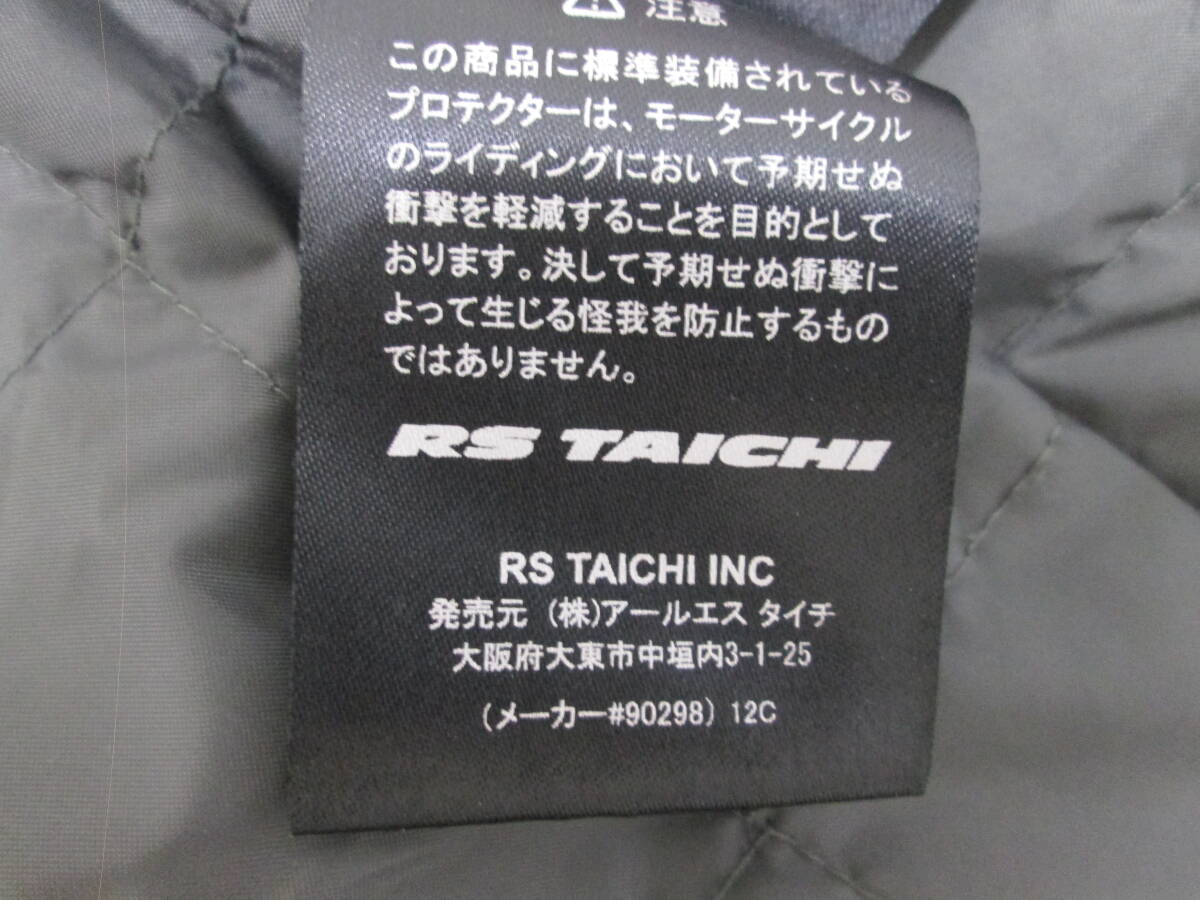 注意
この商品に標準装備されている
プロテクターは、モーターサイクル
のライディングにおいて予期せぬ
衝撃を軽減することを目的として
おります。決して予期せぬ衝撃に
よって生じる怪我を防止するもの
ではありません。
RS TAICHI
RS TAICHI INC
発売元 (株)アールエス タイチ
大阪府大東市中垣内3-1-25
(メーカー#90298) 12C